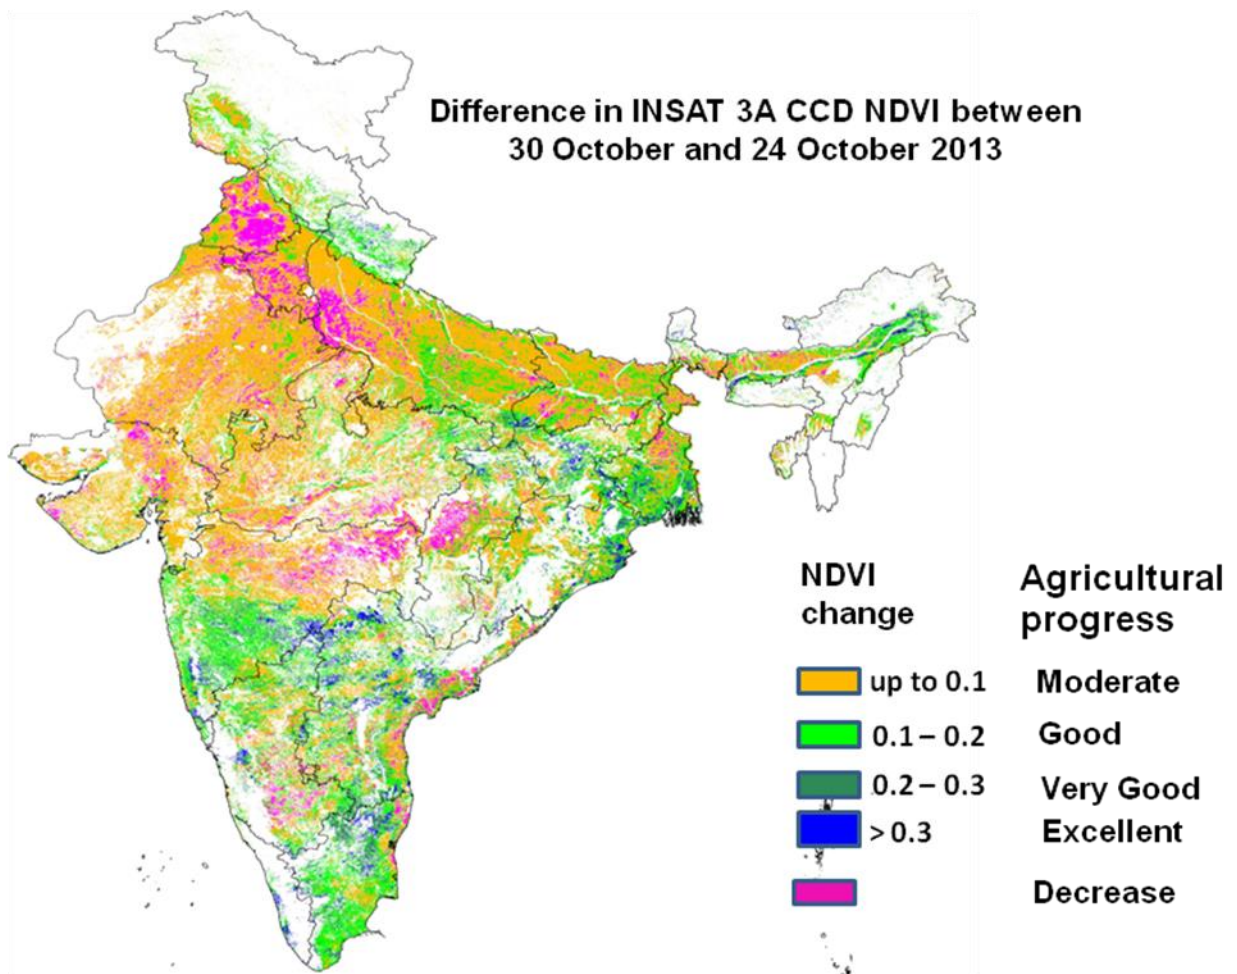 Difference in INSAT 3A CCD NDVI between
30 October and 24 October 2013
NDVI
change
Agricultural
progress
up to 0.1 Moderate
0.1 – 0.2 Good
0.2 – 0.3 Very Good
> 0.3 Excellent
Decrease